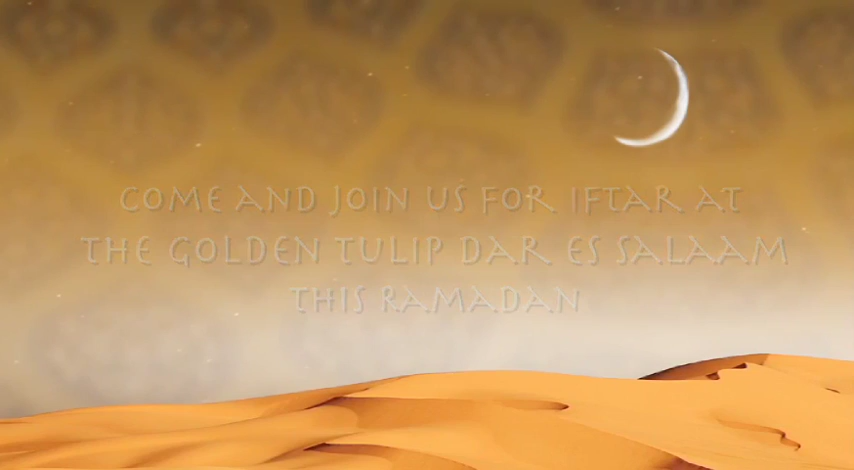 COME AND JOIN US FOR IFTAR AT
THE GOLDEN TULIP DAR ES SALAAM
THIS RAMADAN